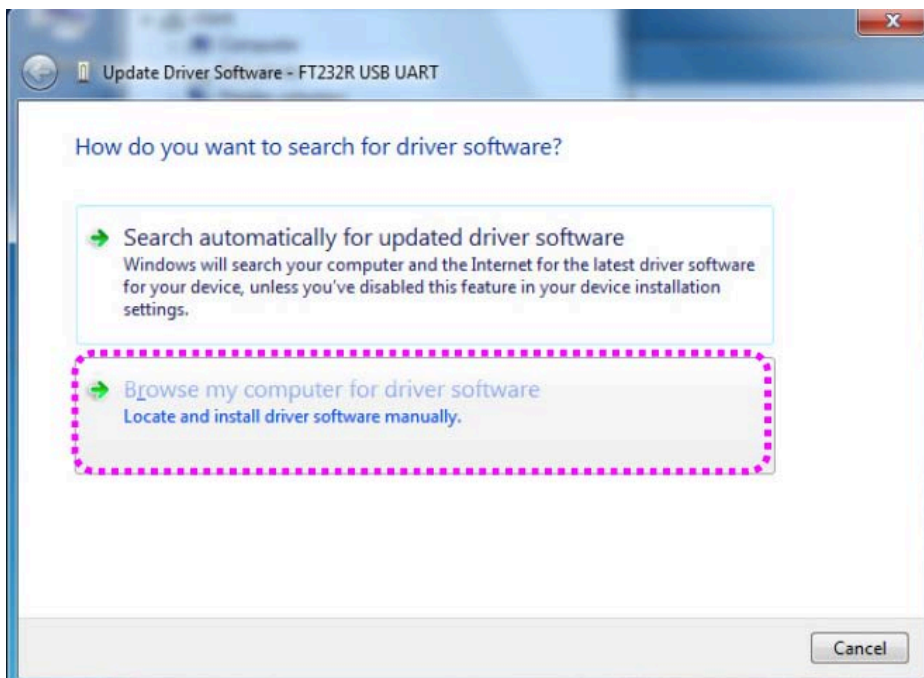 Computer
Update Driver Software - FT232R USB UART
How do you want to search for driver software?
Search automatically for updated driver software
Windows will search your computer and the Internet for the latest driver software
for your device, unless you've disabled this feature in your device installation
settings.
Browse my computer for driver software
Locate and install driver software manually.
Cancel